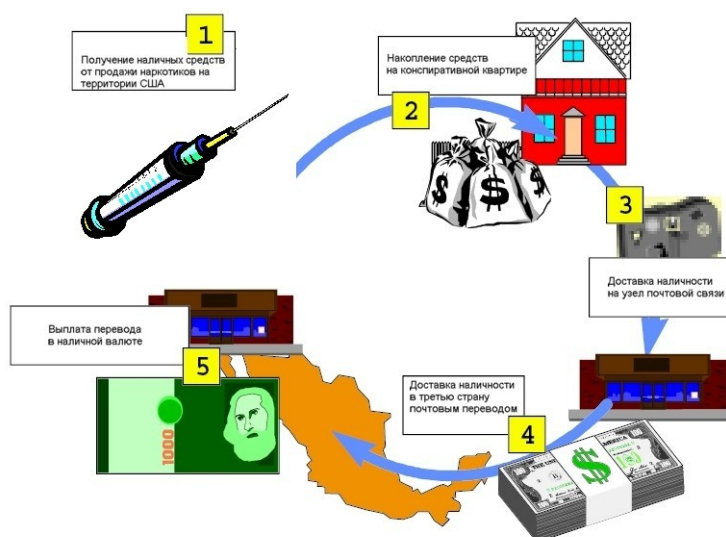 1
Получение наличных средств
от продажи наркотиков на
территории США
2
Накопление средств
на конспиративной квартире
$
$
$
3
Доставка наличности
на узел почтовой связи
4
Доставка наличности
в третью страну
почтовым переводом
$
5
Выплата перевода
в наличной валюте
1000